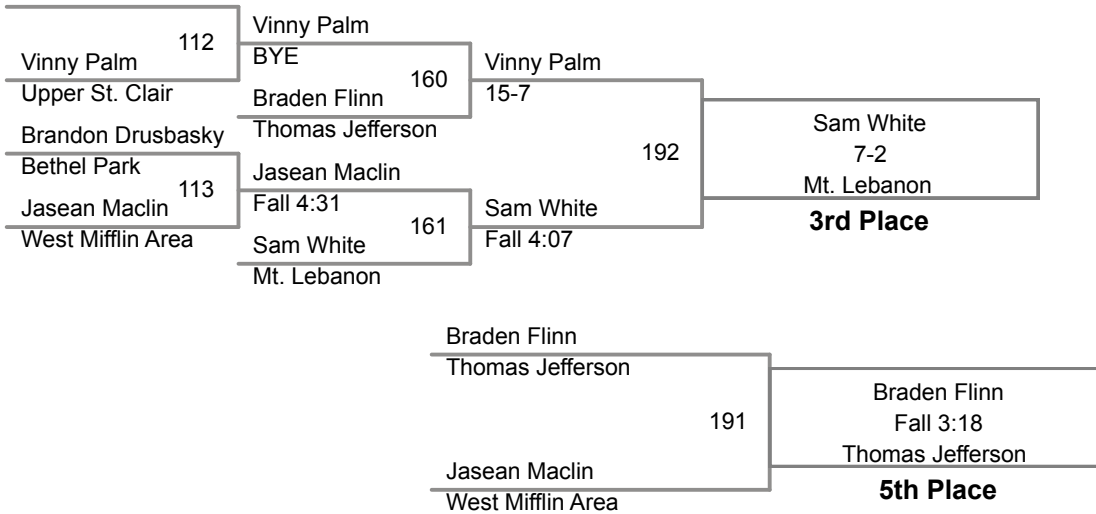 112
Vinny Palm
Upper St. Clair
Brandon Drusbasky
Bethel Park
113
Jasean Maclin
West Mifflin Area
Vinny Palm
BYE
160
Braden Flinn
Thomas Jefferson
Jasean Maclin
Fall 4:31
161
Sam White
Mt. Lebanon
Vinny Palm
15-7
192
Sam White
Fall 4:07
Sam White
7-2
Mt. Lebanon
3rd Place
Braden Flinn
Thomas Jefferson
191
Jasean Maclin
West Mifflin Area
Braden Flinn
Fall 3:18
Thomas Jefferson
5th Place